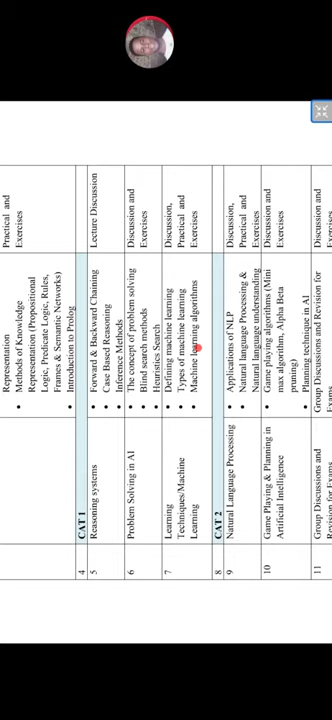 Representation
• Methods of Knowledge
Representation (Propositional
Logic, Predicate Logic, Rules,
Frames & Semantic Networks)
• Introduction to Prolog
Practical and
Exercises
4
CAT 1
5
Reasoning systems
• Forward & Backward Chaining
• Case Based Reasoning
• Inference Methods
Lecture Discussion
6
Problem Solving in AI
• The concept of problem solving
• Blind search methods
• Heuristics Search
Discussion and
Exercises
7
Learning
Techniques/Machine
Learning
• Defining machine learning
• Types of machine learning
• Machine learning algorithms
Discussion,
Practical and
Exercises
8
CAT 2
9
Natural Language Processing
• Applications of NLP
• Natural language Processing &
Natural language understanding
Discussion,
Practical and
Exercises
10
Game Playing & Planning in
Artificial Intelligence
• Game playing algorithms (Mini
max algorithm, Alpha Beta
pruning)
• Planning technique in AI
Discussion and
Exercises
11
Group Discussions and
Revision for Exams
Group Discussions and Revision for
Exams
Discussion and
Exercises